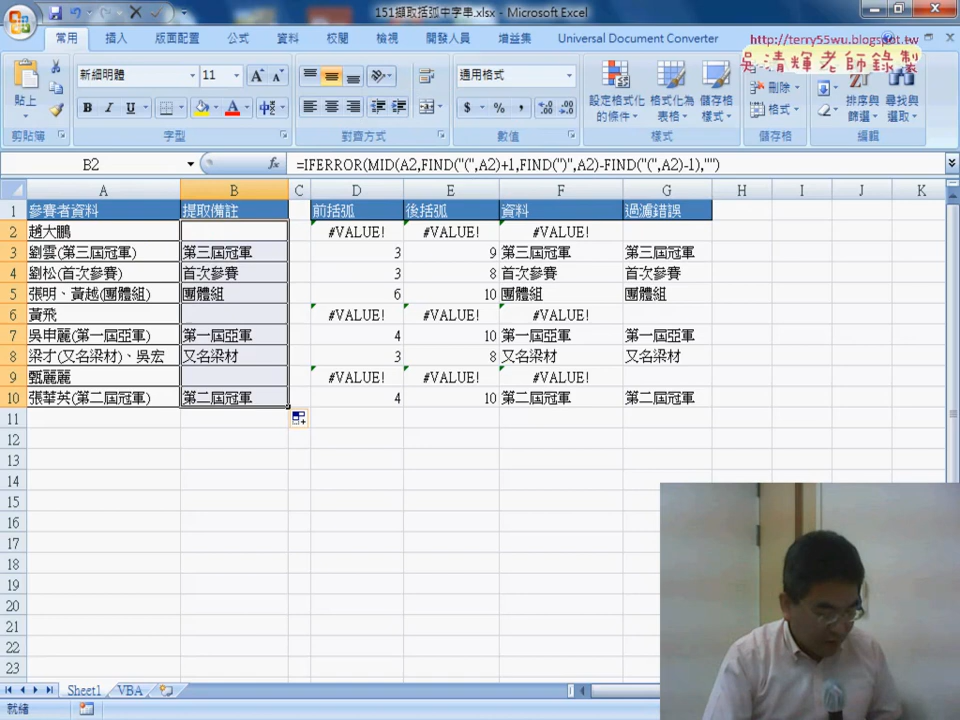 151擷取括弧中字串.xlsx - Microsoft Excel
常用 插入 版面配置 公式 資料 校閱 檢視 開發人員 增益集 Universal Document Converter
http://terry55wu.blogspot.tw
吳清輝老師錄製
貼上 新細明體 11 通用格式 設定格式化的條件 格式化為表格 儲存格樣式 刪除 格式 排序與篩選 尋找與選取
剪貼簿 字型 對齊方式 數值 樣式 儲存格 編輯
B2 fx =IFERROR(MID(A2,FIND("(",A2)+1,FIND(")",A2)-FIND("(",A2)-1),"")
A B C D E F G H I J K
1 參賽者資料 提取備註 前括弧 後括弧 資料 過濾錯誤
2 趙大鵬 #VALUE! #VALUE! #VALUE!
3 劉雲(第三屆冠軍) 第三屆冠軍 3 9 第三屆冠軍 第三屆冠軍
4 劉松(首次參賽) 首次參賽 3 8 首次參賽 首次參賽
5 張明、黃越(團體組) 團體組 6 10 團體組 團體組
6 黃飛 #VALUE! #VALUE! #VALUE!
7 吳申麗(第一屆亞軍) 第一屆亞軍 4 10 第一屆亞軍 第一屆亞軍
8 梁才(又名梁材)、吳宏 又名梁材 3 8 又名梁材 又名梁材
9 甄麗麗 #VALUE! #VALUE! #VALUE!
10 張華英(第二屆冠軍) 第二屆冠軍 4 10 第二屆冠軍 第二屆冠軍
11
12
13
14
15
16
17
18
19
20
21
22
23
Sheet1 VBA
就緒